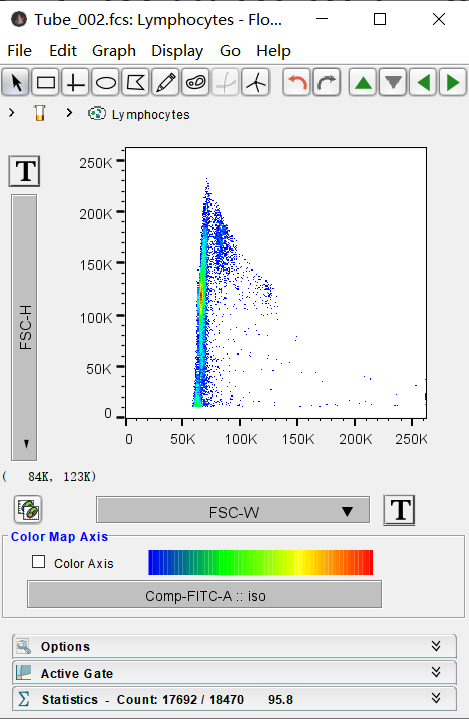 Tube_002.fcs: Lymphocytes - Flo...
File Edit Graph Display Go Help
T
Lymphocytes
T
250K
200K
150K
100K
50K
0
FSC-H
0 50K 100K 150K 200K 250K
( 84K, 123K)
FSC-W
T
Color Map Axis
Color Axis
Comp-FITC-A :: iso
Options
Active Gate
Σ Statistics - Count: 17692 / 18470 95.8